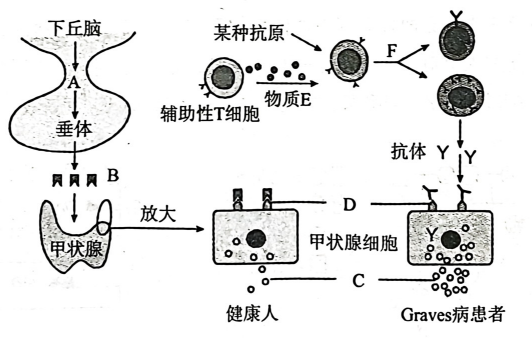 下丘脑
A
垂体
B
甲状腺
放大
某种抗原
F
辅助性T细胞
物质E
抗体
D
甲状腺细胞
C
健康人
Graves病患者